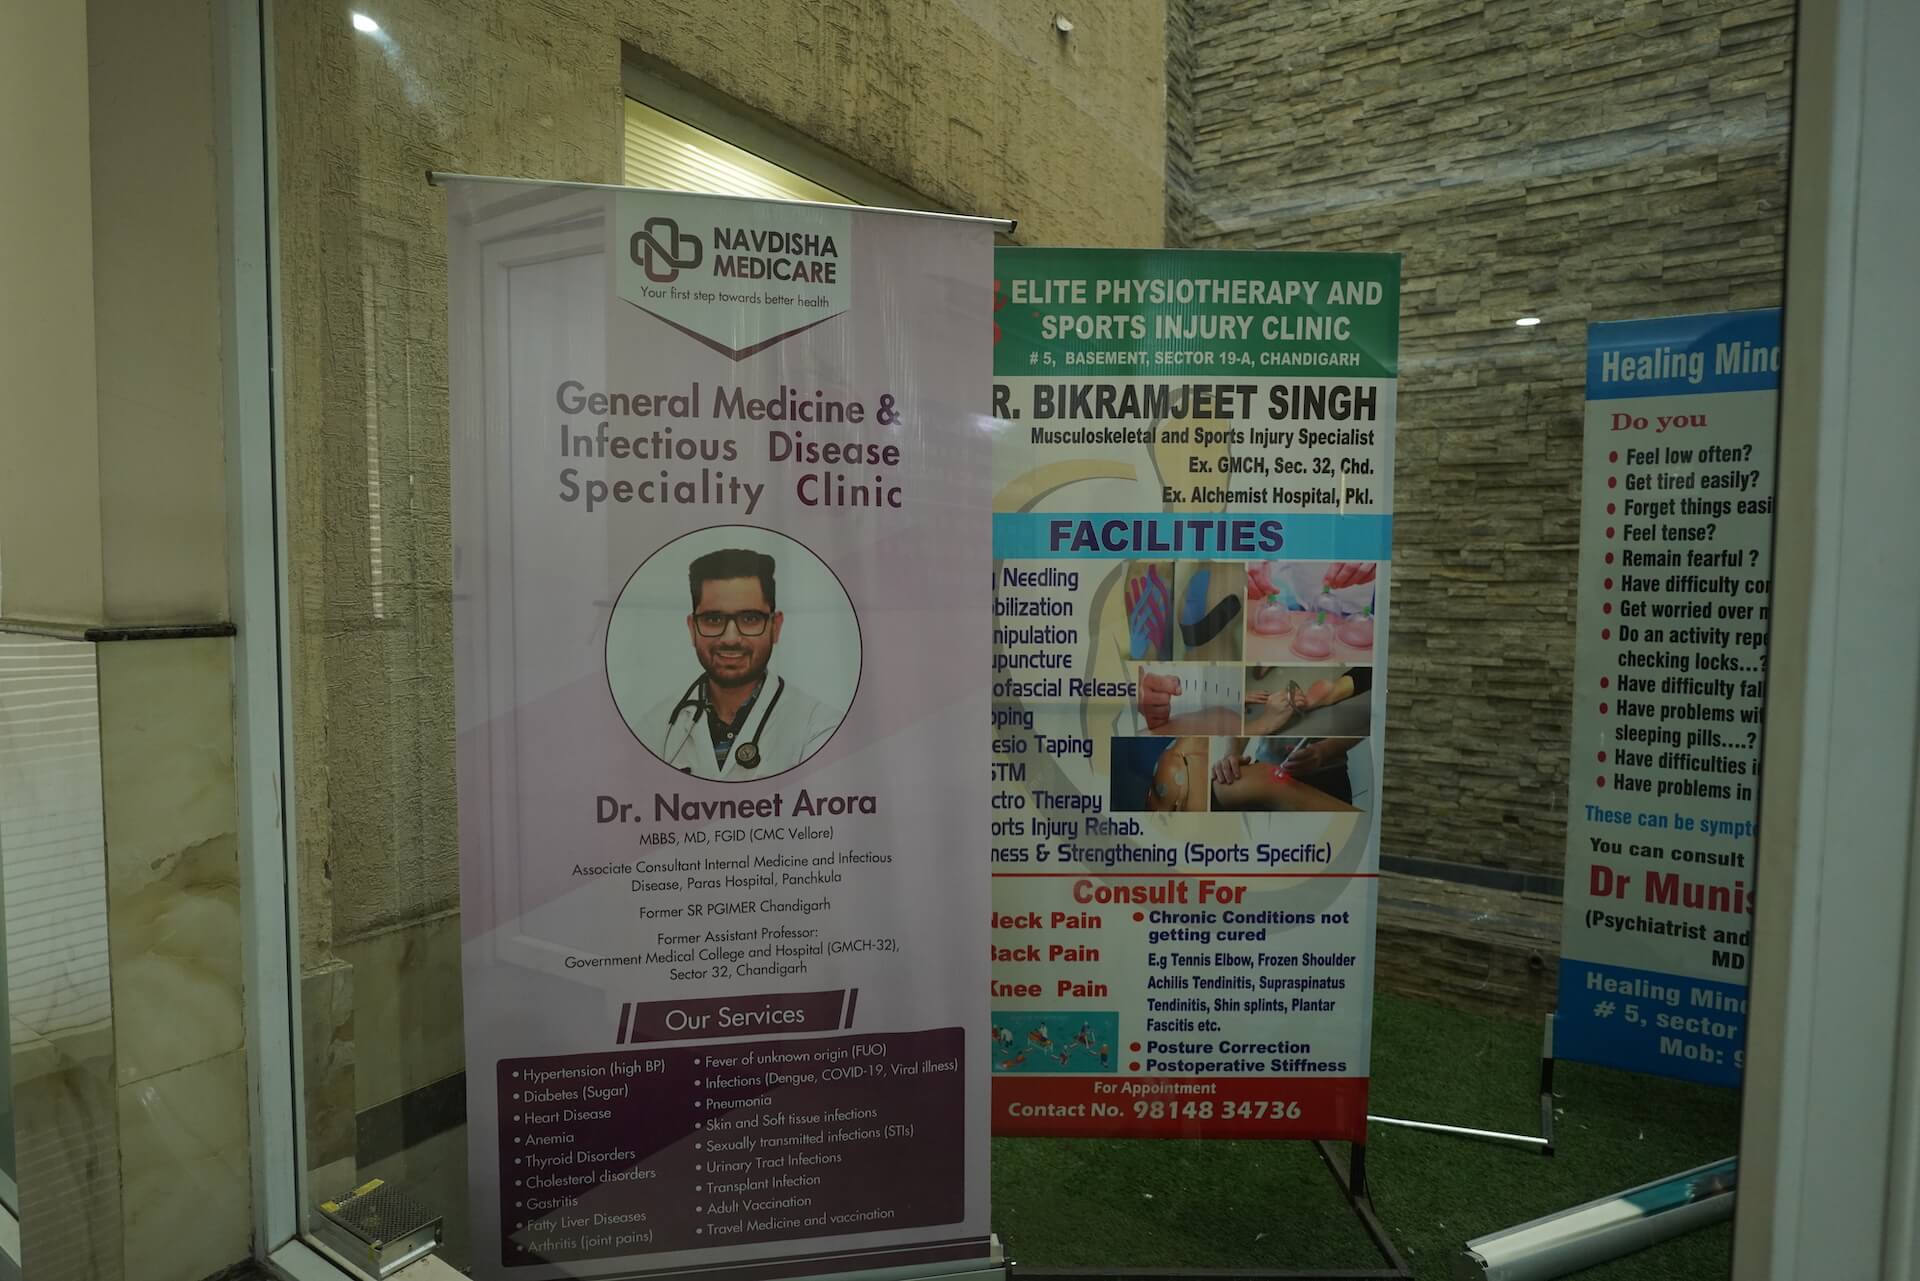 NAVDISHA
MEDICARE
Your first step towards better health
General Medicine &
Infectious Disease
Speciality Clinic
Dr. Navneet Arora
MBBS, MD, FGID (CMC Vellore)
Associate Consultant Internal Medicine and Infectious
Disease, Paras Hospital, Panchkula
Former SR PGIMER Chandigarh
Former Assistant Professor:
Government Medical College and Hospital (GMCH-32),
Sector 32, Chandigarh
Our Services
• Hypertension (high BP)
• Diabetes (Sugar)
• Heart Disease
• Anemia
• Thyroid Disorders
• Cholesterol disorders
• Gastritis
• Fatty Liver Diseases
• Arthritis (joint pains)
• Fever of unknown origin (FUO)
• Infections (Dengue, COVID-19, Viral illness)
• Pneumonia
• Skin and Soft tissue infections
• Sexually transmitted infections (STIs)
• Urinary Tract Infections
• Transplant Infection
• Adult Vaccination
• Travel Medicine and vaccination
ELITE PHYSIOTHERAPY AND
SPORTS INJURY CLINIC
# 5, BASEMENT, SECTOR 19-A, CHANDIGARH
R. BIKRAMJEET SINGH
Musculoskeletal and Sports Injury Specialist
Ex. GMCH, Sec. 32, Chd.
Ex. Alchemist Hospital, Pkl.
FACILITIES
y Needling
bilization
nipulation
upuncture
ofascial Release
pping
esio Taping
STM
ctro Therapy
orts Injury Rehab.
ness & Strengthening (Sports Specific)
Consult For
Neck Pain
Back Pain
Knee Pain
• Chronic Conditions not
getting cured
E.g Tennis Elbow, Frozen Shoulder
Achilis Tendinitis, Supraspinatus
Tendinitis, Shin splints, Plantar
Fascitis etc.
• Posture Correction
• Postoperative Stiffness
For Appointment
Contact No. 98148 34736
Healing Mind
Do you
• Feel low often?
• Get tired easily?
• Forget things easi
• Feel tense?
• Remain fearful ?
• Have difficulty co
• Get worried over
• Do an activity rep
checking locks...?
• Have difficulty fal
• Have problems wi
sleeping pills....?
• Have difficulties i
• Have problems in
These can be sympt
You can consult
Dr Munis
(Psychiatrist and
MD
Healing Mind
# 5, sector
Mob: 9